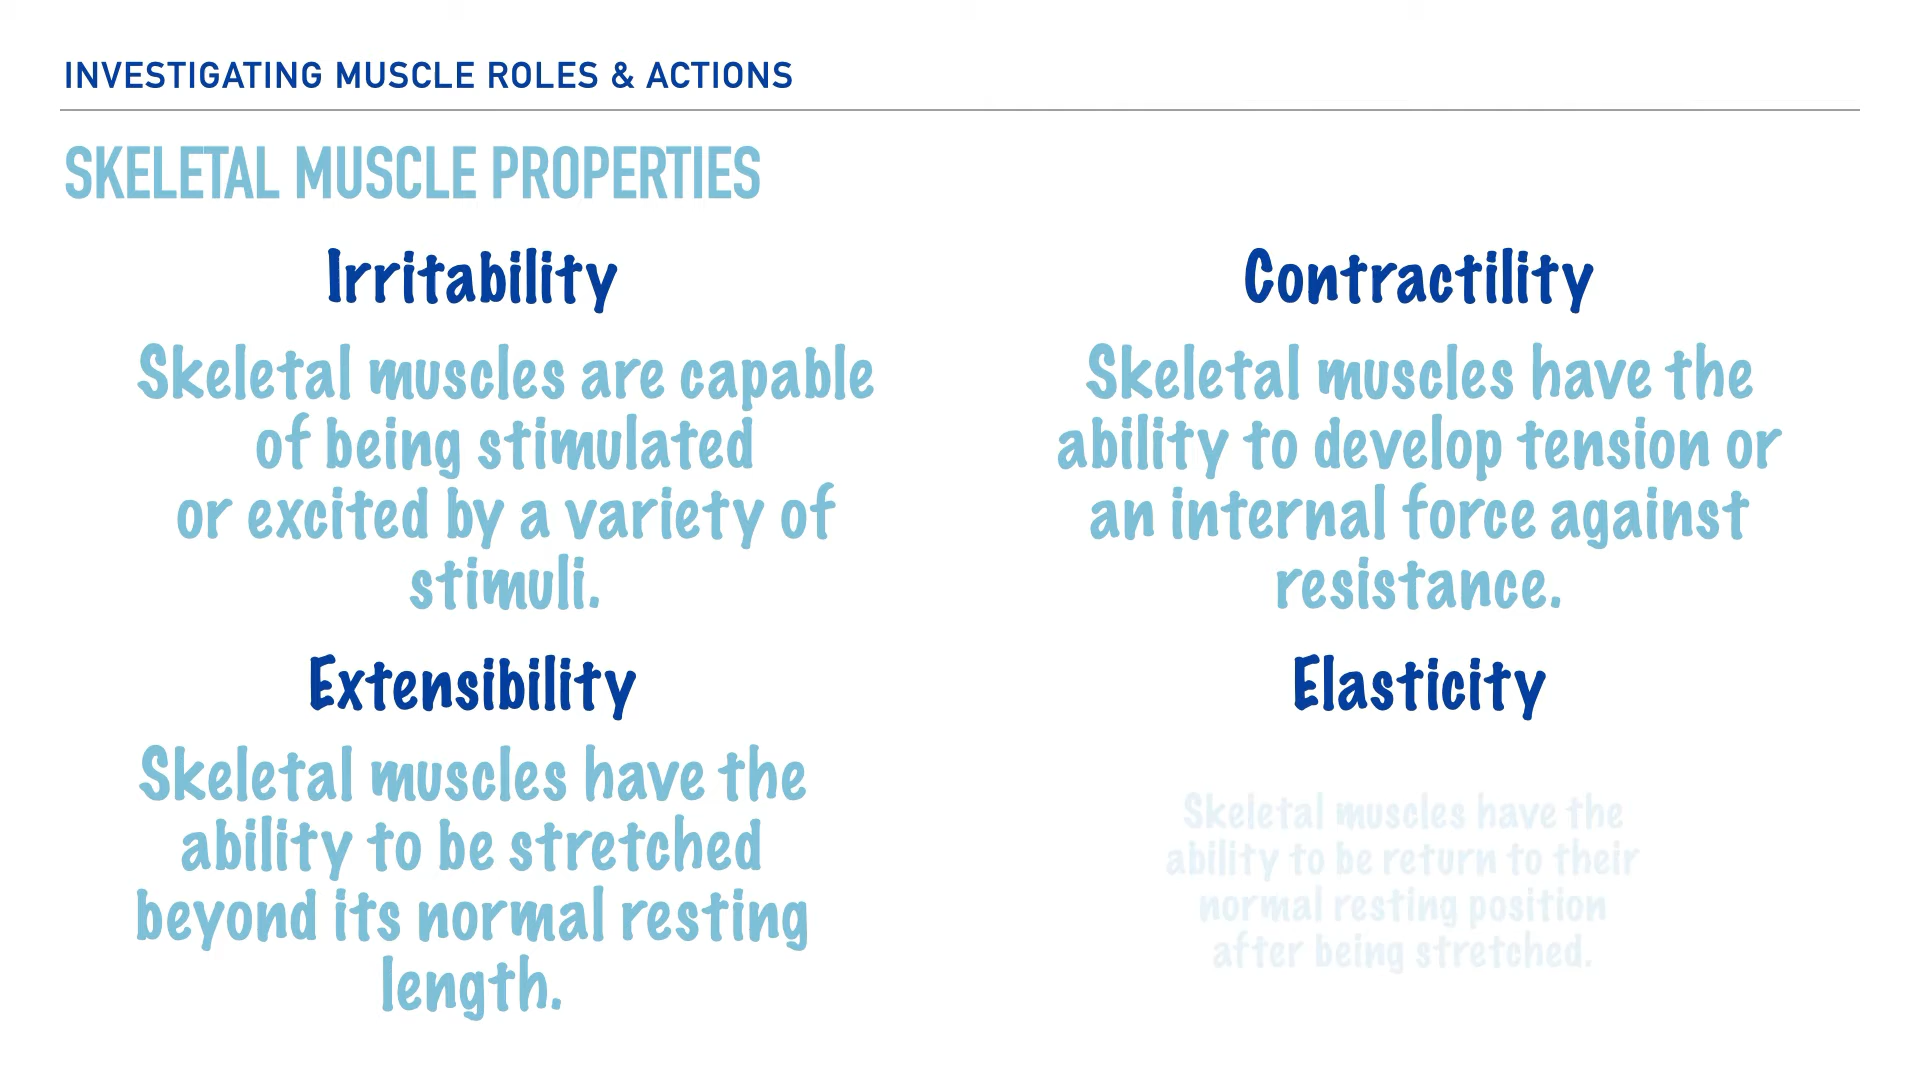 INVESTIGATING MUSCLE ROLES & ACTIONS
SKELETAL MUSCLE PROPERTIES
Irritability
Skeletal muscles are capable
of being stimulated
or excited by a variety of
stimuli.
Contractility
Skeletal muscles have the
ability to develop tension or
an internal force against
resistance.
Extensibility
Skeletal muscles have the
ability to be stretched
beyond its normal resting
length.
Elasticity
Skeletal muscles have the
ability to be return to their
normal resting position
after being stretched.